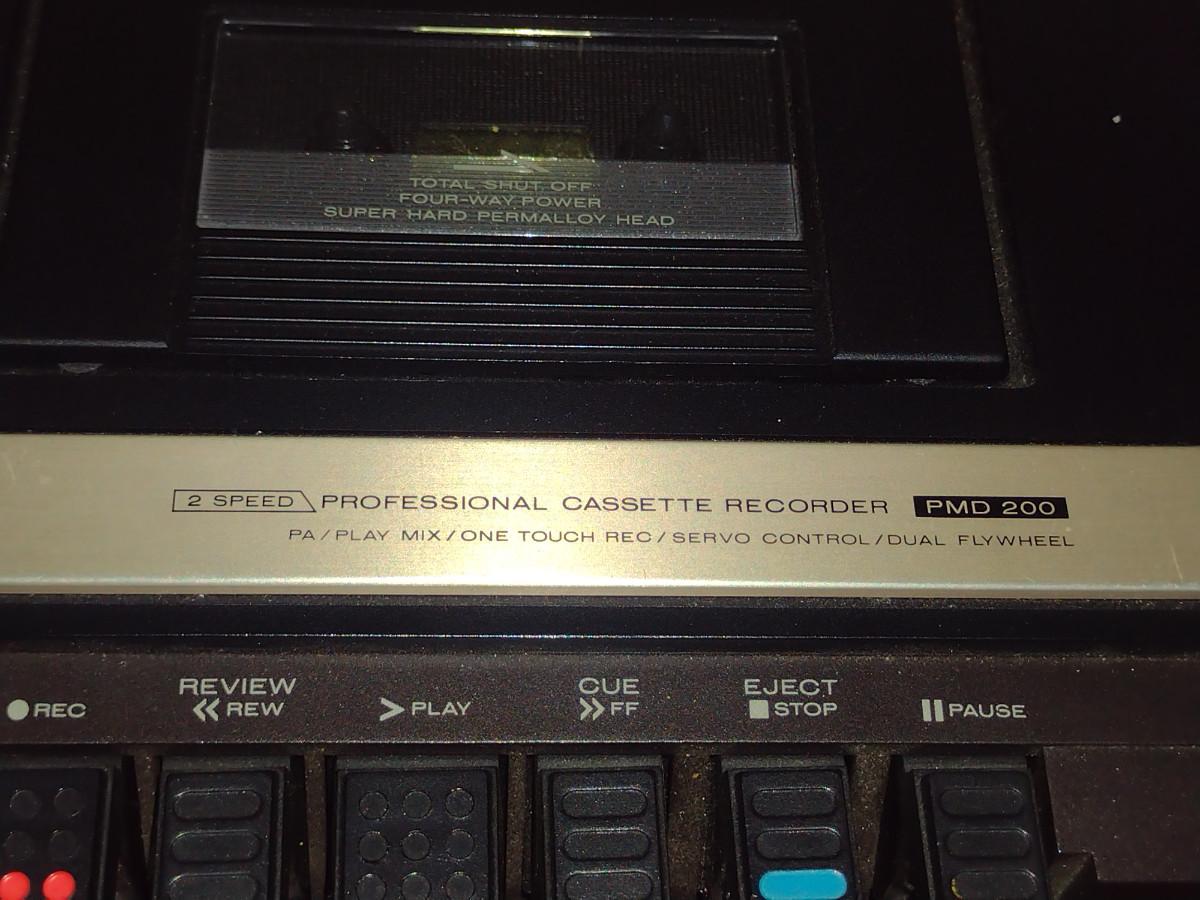 TOTAL SHUT OFF
FOUR-WAY POWER
SUPER HARD PERMALLOY HEAD
2 SPEED PROFESSIONAL CASSETTE RECORDER PMD 200
PA/PLAY MIX/ONE TOUCH REC/SERVO CONTROL/DUAL FLYWHEEL
REVIEW CUE EJECT
REC REW PLAY FF STOP PAUSE